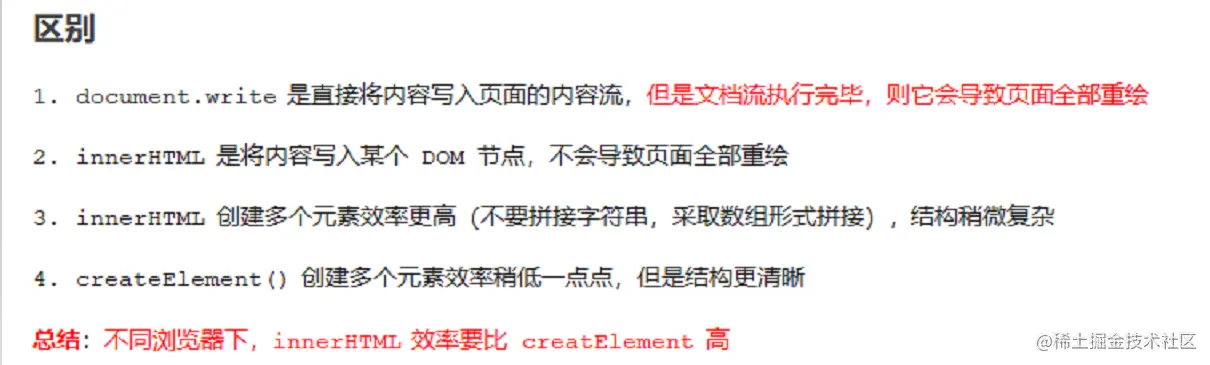 区别
1. document.write 是直接将内容写入页面的内容流，但是文档流执行完毕，则它会导致页面全部重绘
2. innerHTML 是将内容写入某个 DOM 节点，不会导致页面全部重绘
3. innerHTML 创建多个元素效率更高（不要拼接字符串，采取数组形式拼接），结构稍微复杂
4. createElement() 创建多个元素效率稍低一点点，但是结构更清晰
总结：不同浏览器下，innerHTML 效率要比 creatElement 高
@稀土掘金技术社区